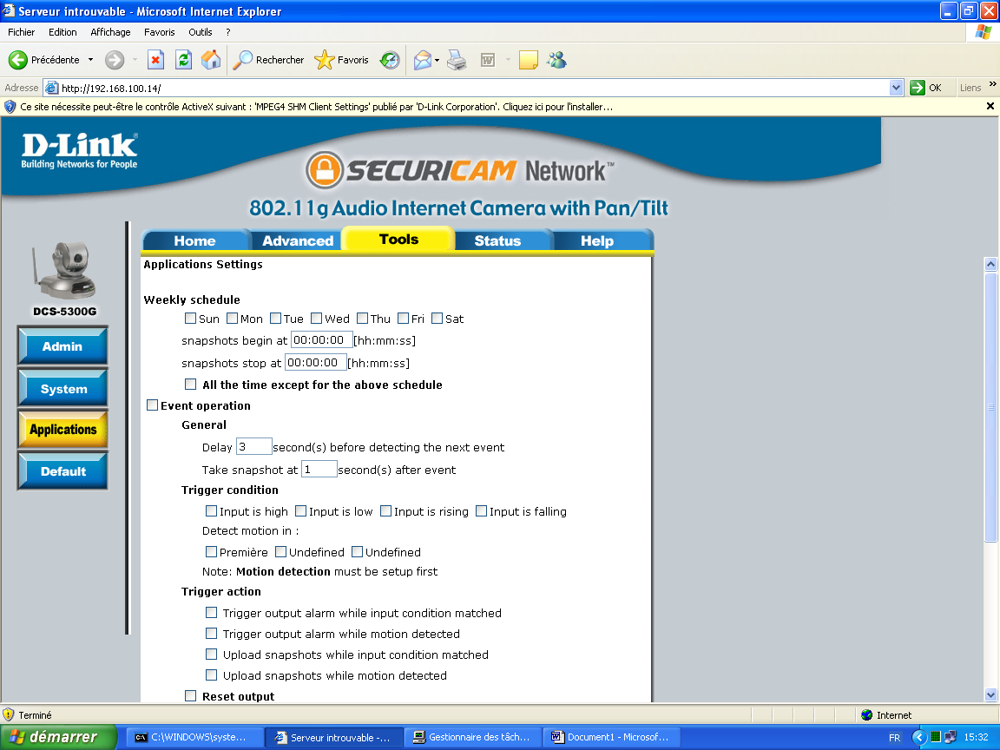 Serveur introuvable - Microsoft Internet Explorer
Fichier Edition Affichage Favoris Outils ?
Précédente Rechercher Favoris W
Adresse http://192.168.100.14/ OK Liens »
Ce site nécessite peut-être le contrôle ActiveX suivant : 'MPEG4 SHM Client Settings' publié par 'D-Link Corporation'. Cliquez ici pour l'installer...
D-Link®
Building Networks for People
SECURICAM Network™
802.11g Audio Internet Camera with Pan/Tilt
Home Advanced Tools Status Help
DCS-5300G
Admin
System
Applications
Default
Applications Settings
Weekly schedule
Sun Mon Tue Wed Thu Fri Sat
snapshots begin at 00:00:00 [hh:mm:ss]
snapshots stop at 00:00:00 [hh:mm:ss]
All the time except for the above schedule
Event operation
General
Delay 3 second(s) before detecting the next event
Take snapshot at 1 second(s) after event
Trigger condition
Input is high Input is low Input is rising Input is falling
Detect motion in :
Première Undefined Undefined
Note: Motion detection must be setup first
Trigger action
Trigger output alarm while input condition matched
Trigger output alarm while motion detected
Upload snapshots while input condition matched
Upload snapshots while motion detected
Reset output
Terminé Internet
démarrer C:\WINDOWS\syste... Serveur introuvable -... Gestionnaire des tâch... Document1 - Microsof... FR 15:32